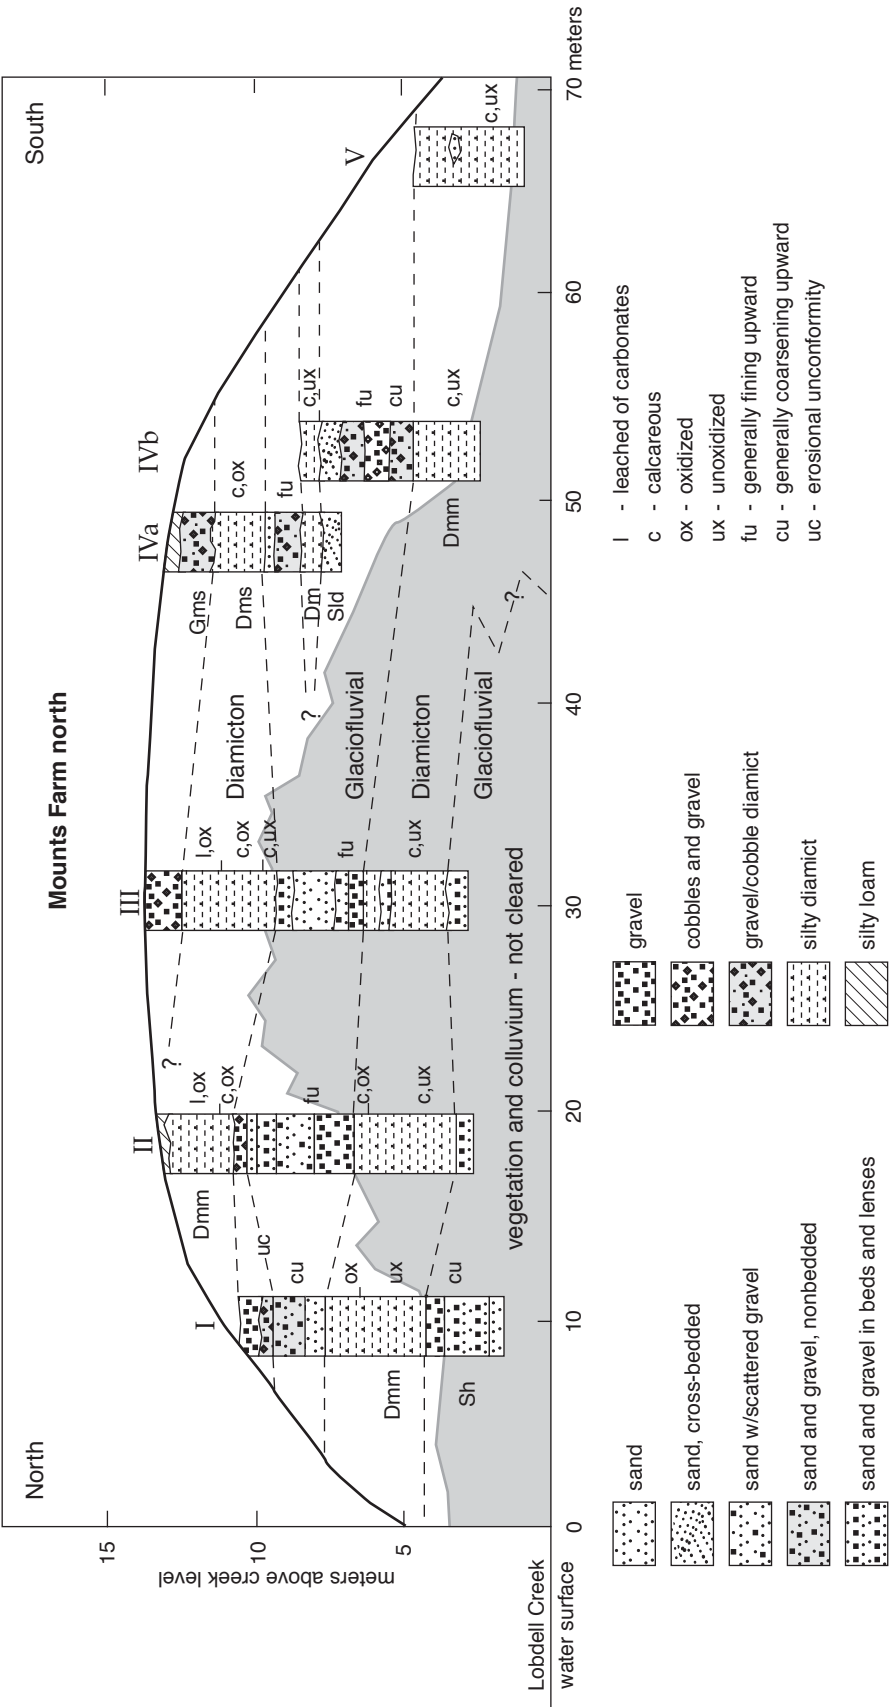 Mounts Farm north
North
South
I
II
III
IVa
IVb
V
15
10
5
meters above creek level
Lobdell Creek
water surface
0
10
20
30
40
50
60
70 meters
Dmm
Sh
uc
cu
ox
ux
cu
Dmm
l,ox
c,ox
fu
c,ox
c,ux
?
l,ox
c,ox
c,ux
fu
c,ux
Diamicton
Glaciofluvial
Diamicton
Glaciofluvial
?
?
Gms
Dms
Dm
Sld
c,ox
fu
Dmm
c,ux
fu
cu
c,ux
c,ux
vegetation and colluvium - not cleared
sand
sand, cross-bedded
sand w/scattered gravel
sand and gravel, nonbedded
sand and gravel in beds and lenses
gravel
cobbles and gravel
gravel/cobble diamict
silty diamict
silty loam
l - leached of carbonates
c - calcareous
ox - oxidized
ux - unoxidized
fu - generally fining upward
cu - generally coarsening upward
uc - erosional unconformity